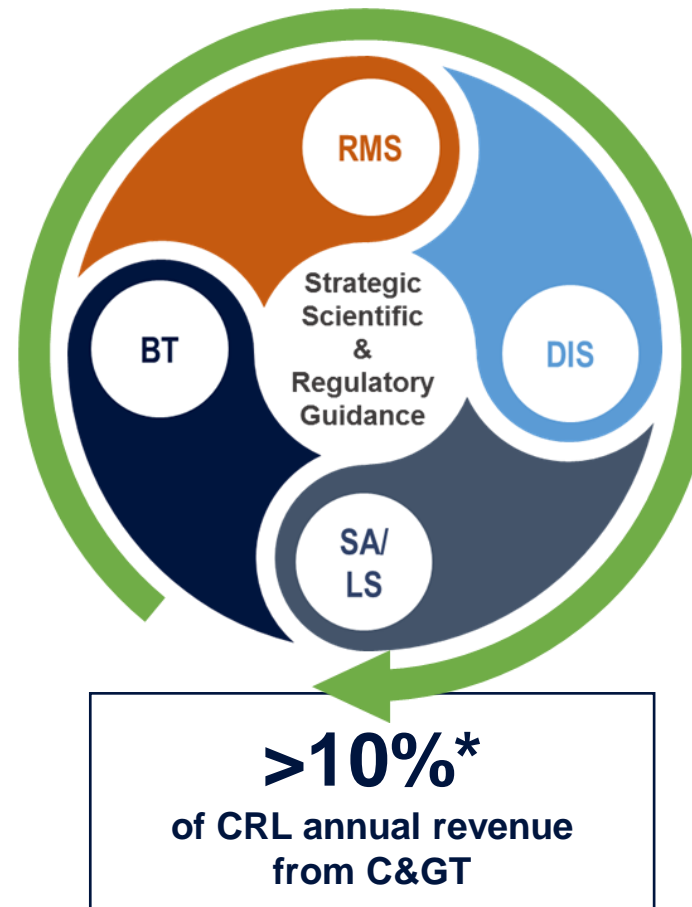 RMS
Strategic
Scientific
&
Regulatory
Guidance
BT
DIS
SA/
LS
>10%*
of CRL annual revenue
from C&GT